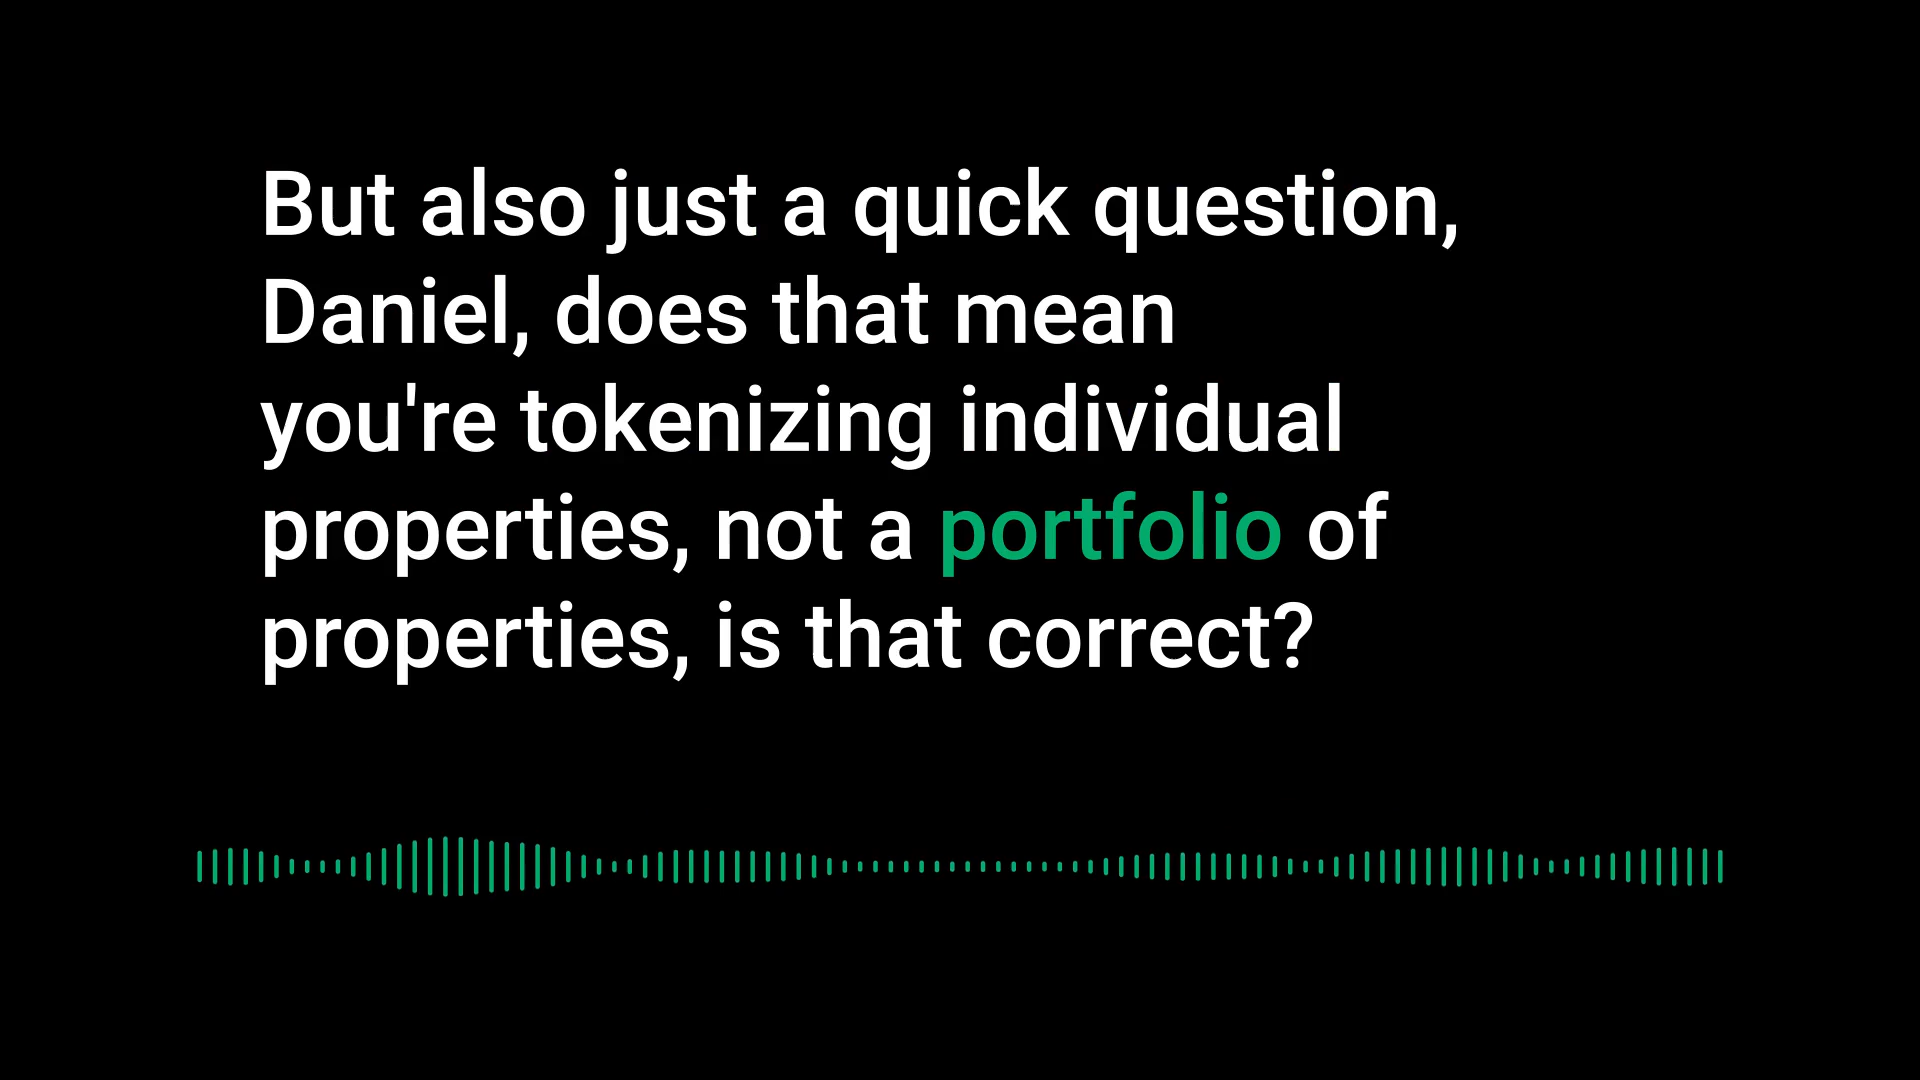 But also just a quick question,
Daniel, does that mean
you're tokenizing individual
properties, not a portfolio of
properties, is that correct?